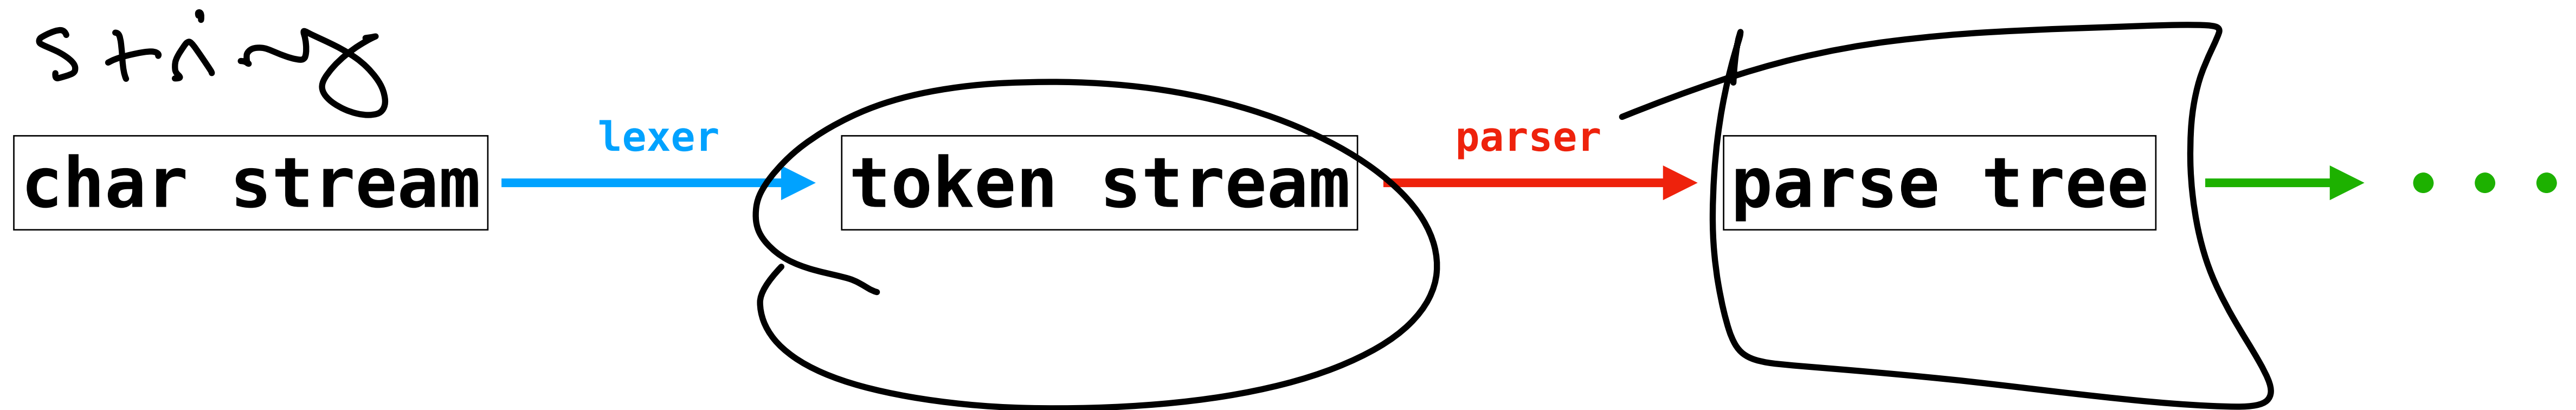 string
lexer
parser
char stream
token stream
parse tree